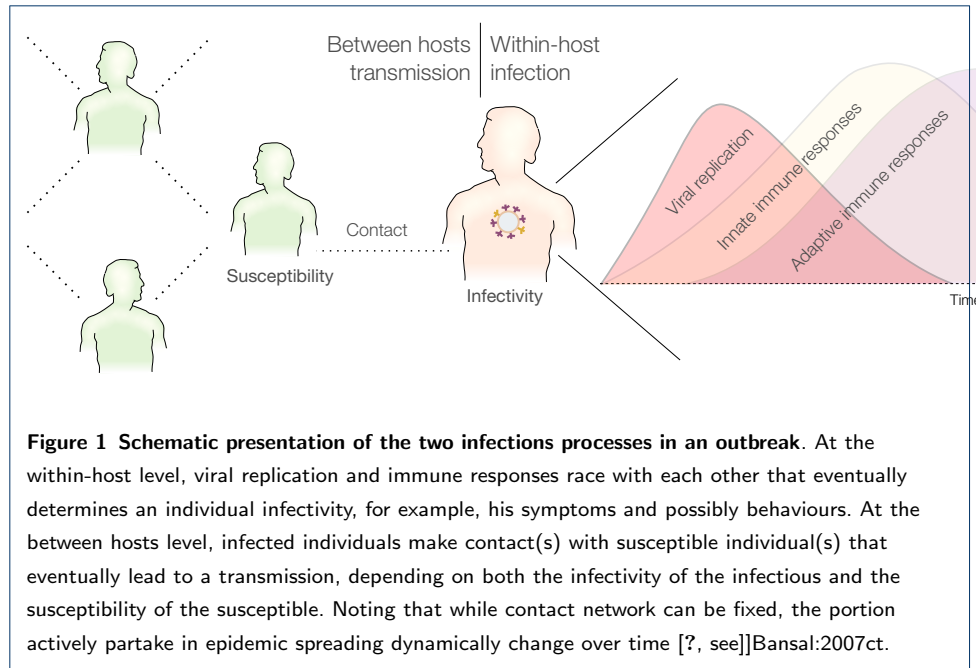 Between hosts transmission
Within-host infection
Contact
Susceptibility
Infectivity
Viral replication
Innate immune responses
Adaptive immune responses
Time
Figure 1 Schematic presentation of the two infections processes in an outbreak. At the
within-host level, viral replication and immune responses race with each other that eventually
determines an individual infectivity, for example, his symptoms and possibly behaviours. At the
between hosts level, infected individuals make contact(s) with susceptible individual(s) that
eventually lead to a transmission, depending on both the infectivity of the infectious and the
susceptibility of the susceptible. Noting that while contact network can be fixed, the portion
actively partake in epidemic spreading dynamically change over time [?, see]]Bansal:2007ct.